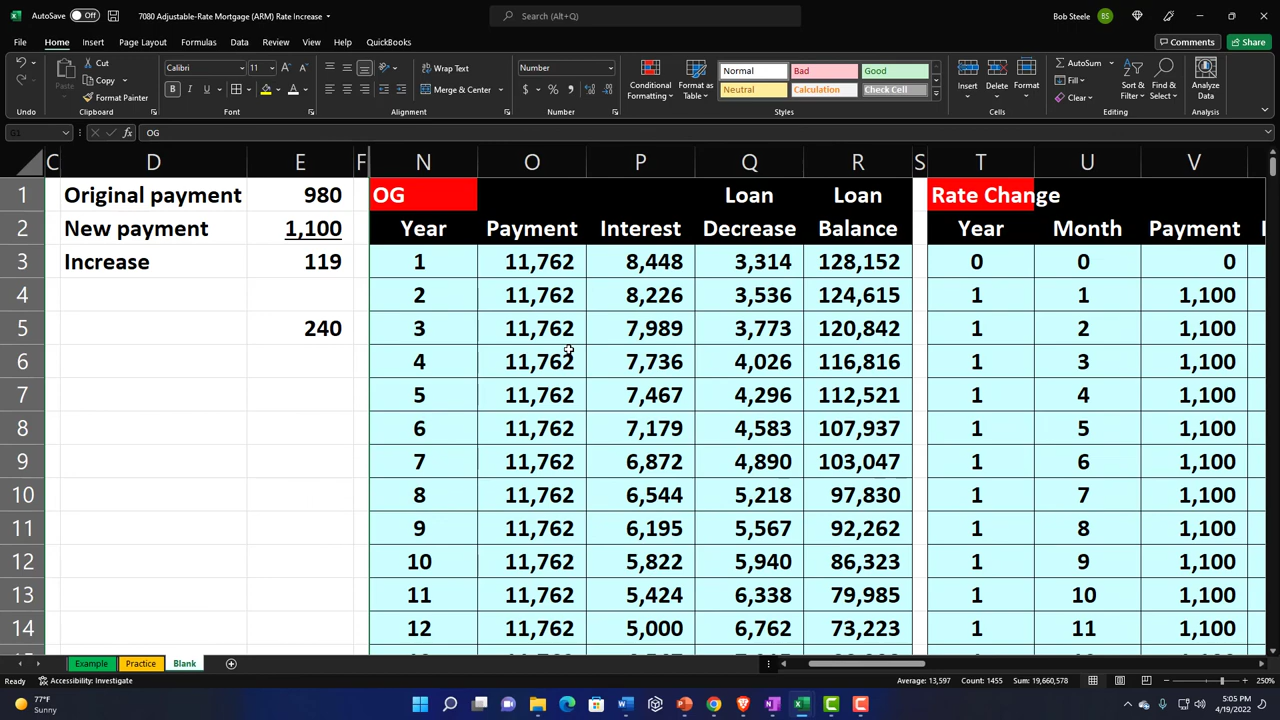 AutoSave Off 7080 Adjustable-Rate Mortgage (ARM) Rate Increase Search (Alt+Q) Bob Steele BS
File Home Insert Page Layout Formulas Data Review View Help QuickBooks Comments Share
Paste Cut Copy Format Painter
Calibri 11
Wrap Text
Merge & Center
Number
Conditional Formatting Format as Table
Normal Bad Good
Neutral Calculation Check Cell
Insert Delete Format
AutoSum Fill Clear
Sort & Filter Find & Select Analyze Data
Undo Clipboard Font Alignment Number Styles Cells Editing Analysis
G1 OG
C D E F N O P Q R S T U V
1 Original payment 980 OG Loan Loan Rate Change
2 New payment 1,100 Year Payment Interest Decrease Balance Year Month Payment
3 Increase 119 1 11,762 8,448 3,314 128,152 0 0 0
4 2 11,762 8,226 3,536 124,615 1 1 1,100
5 240 3 11,762 7,989 3,773 120,842 1 2 1,100
6 4 11,762 7,736 4,026 116,816 1 3 1,100
7 5 11,762 7,467 4,296 112,521 1 4 1,100
8 6 11,762 7,179 4,583 107,937 1 5 1,100
9 7 11,762 6,872 4,890 103,047 1 6 1,100
10 8 11,762 6,544 5,218 97,830 1 7 1,100
11 9 11,762 6,195 5,567 92,262 1 8 1,100
12 10 11,762 5,822 5,940 86,323 1 9 1,100
13 11 11,762 5,424 6,338 79,985 1 10 1,100
14 12 11,762 5,000 6,762 73,223 1 11 1,100
Example Practice Blank
Ready Accessibility: Investigate Average: 13,597 Count: 1455 Sum: 19,660,578 250%
77°F
Sunny
5:05 PM
4/19/2022